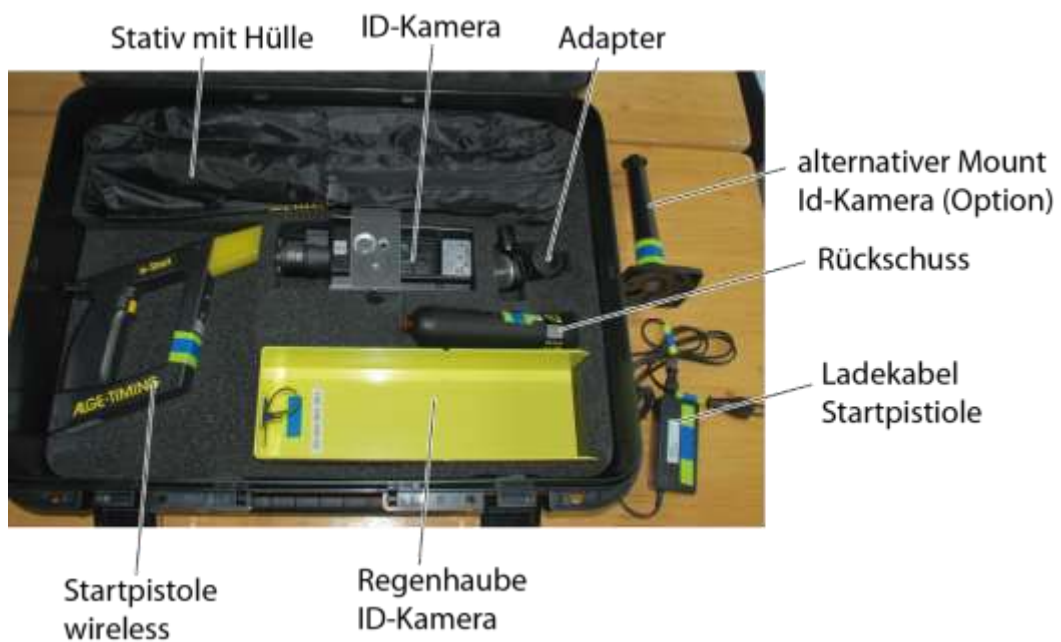 Stativ mit Hülle
ID-Kamera
Adapter
alternativer Mount
Id-Kamera (Option)
Rückschuss
Ladekabel
Startpistiole
ALGE-TIMING
Startpistole
wireless
Regenhaube
ID-Kamera